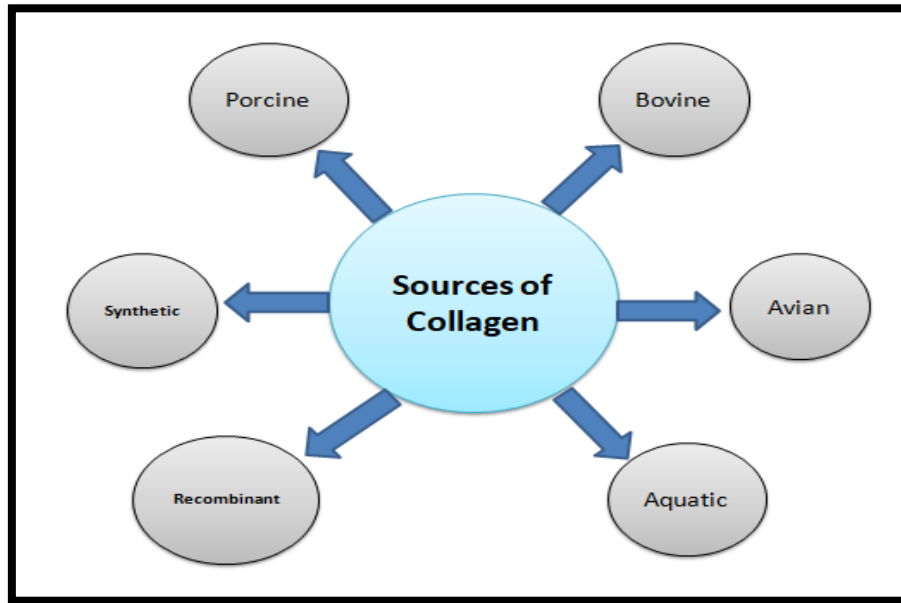 Porcine
Bovine
Sources of
Collagen
Synthetic
Avian
Recombinant
Aquatic